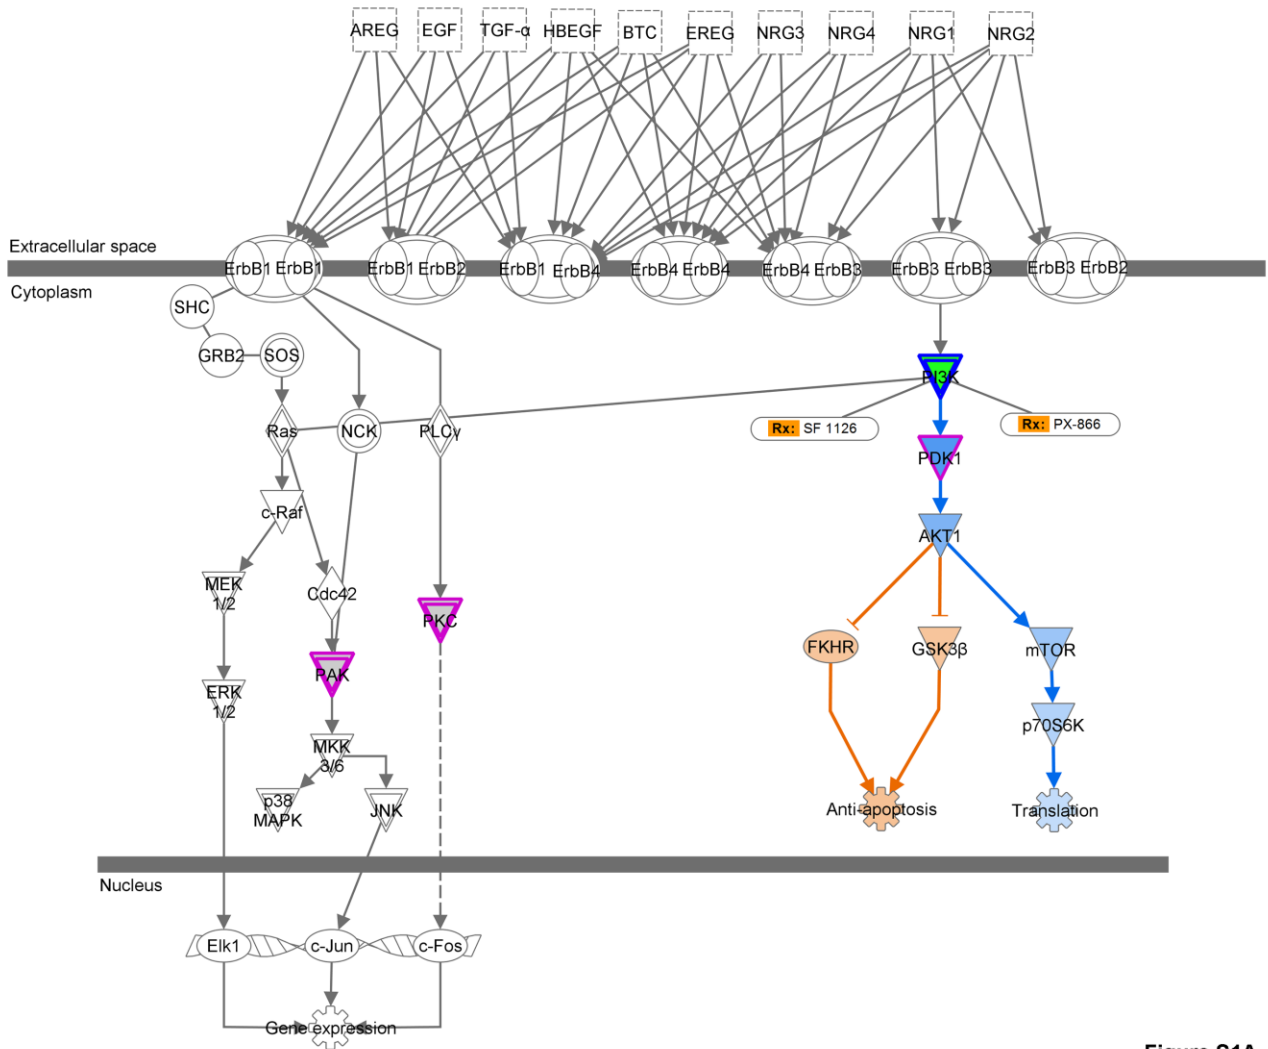 AREG EGF TGF-α HBEGF BTC EREG NRG3 NRG4 NRG1 NRG2
Extracellular space
ErbB1 ErbB1 ErbB1 ErbB2 ErbB1 ErbB4 ErbB4 ErbB4 ErbB4 ErbB3 ErbB3 ErbB3 ErbB3 ErbB2
Cytoplasm
SHC
GRB2 SOS
PI3K
Ras NCK PLCγ
Rx: SF 1126
Rx: PX-866
PDK1
c-Raf
AKT1
MEK
1/2
Cdc42
PKC
FKHR GSK3β mTOR
PAK
ERK
1/2
p70S6K
MKK
3/6
p38
MAPK
JNK
Anti-apoptosis
Translation
Nucleus
Elk1 c-Jun c-Fos
Gene expression